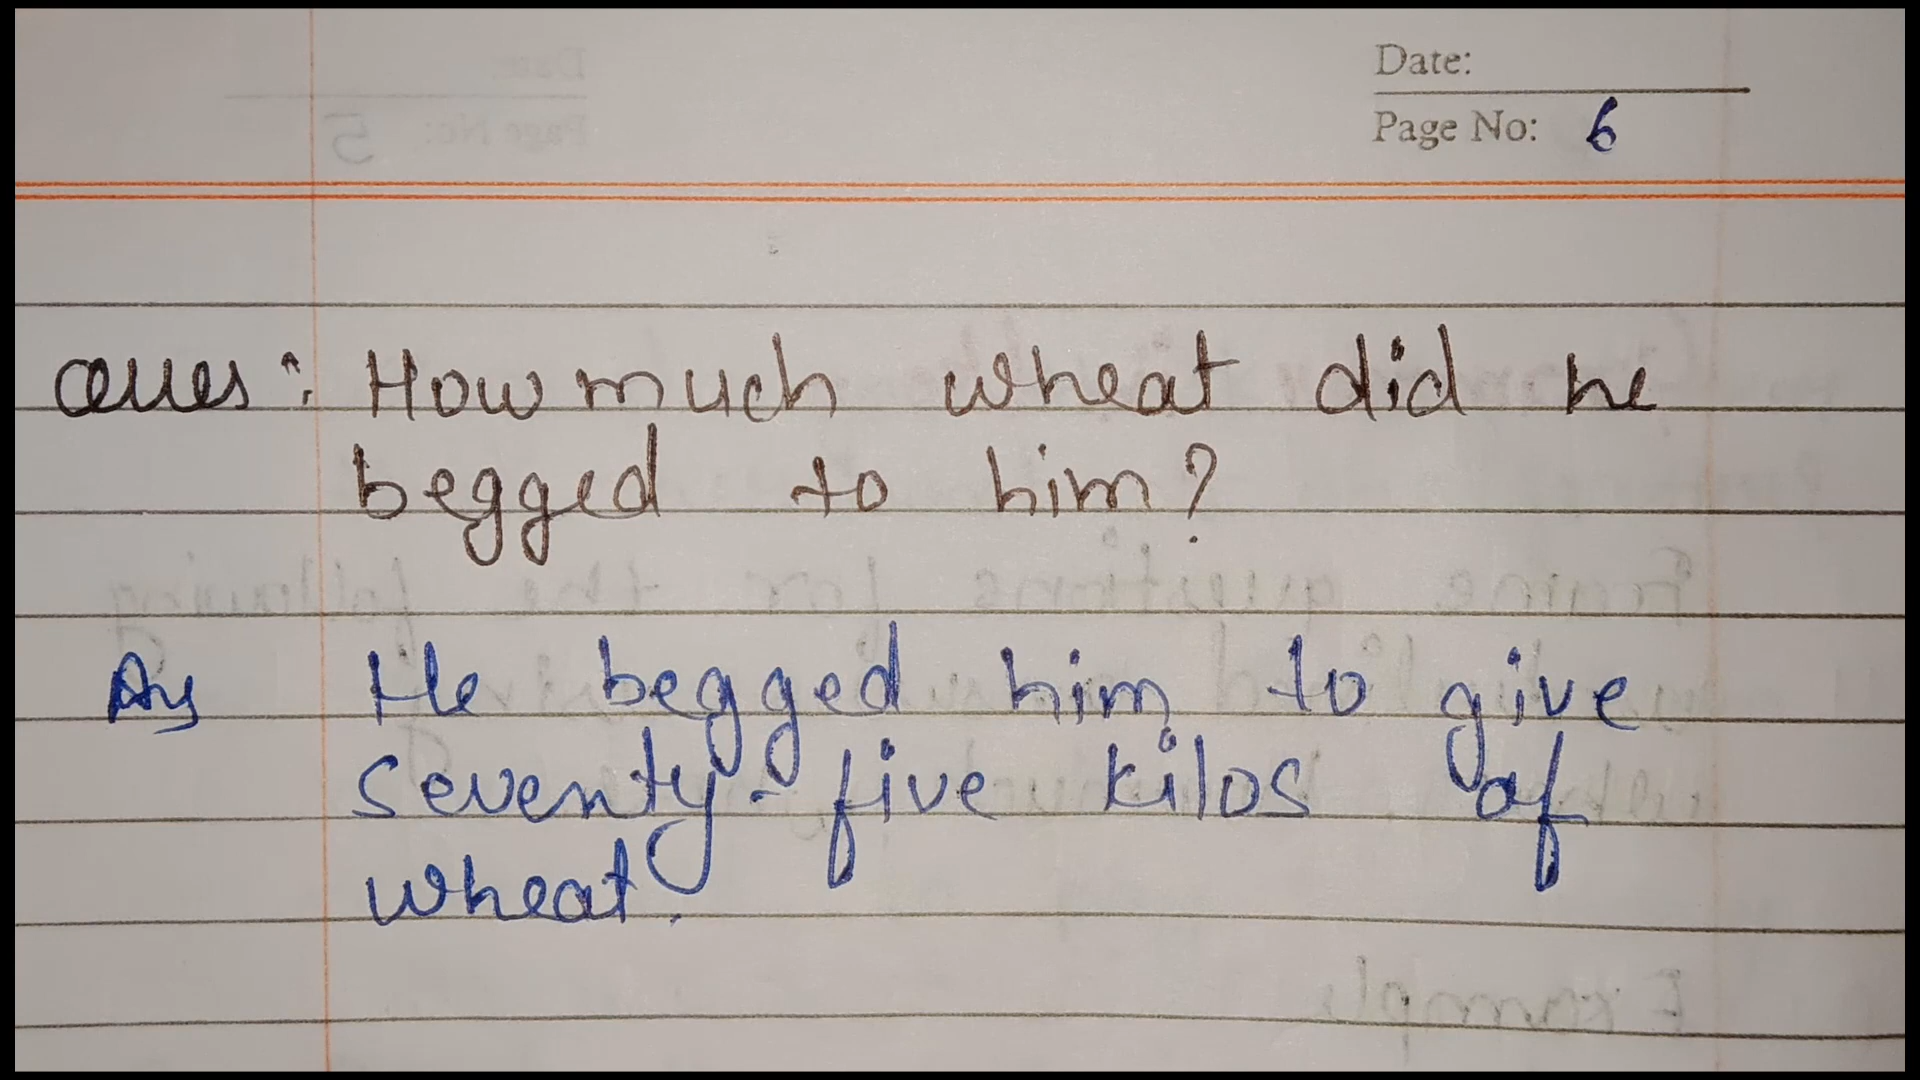 Date:
Page No: 6
Ques: How much wheat did he
begged to him?
Ans He begged him to give
seventy-five kilos of
wheat.